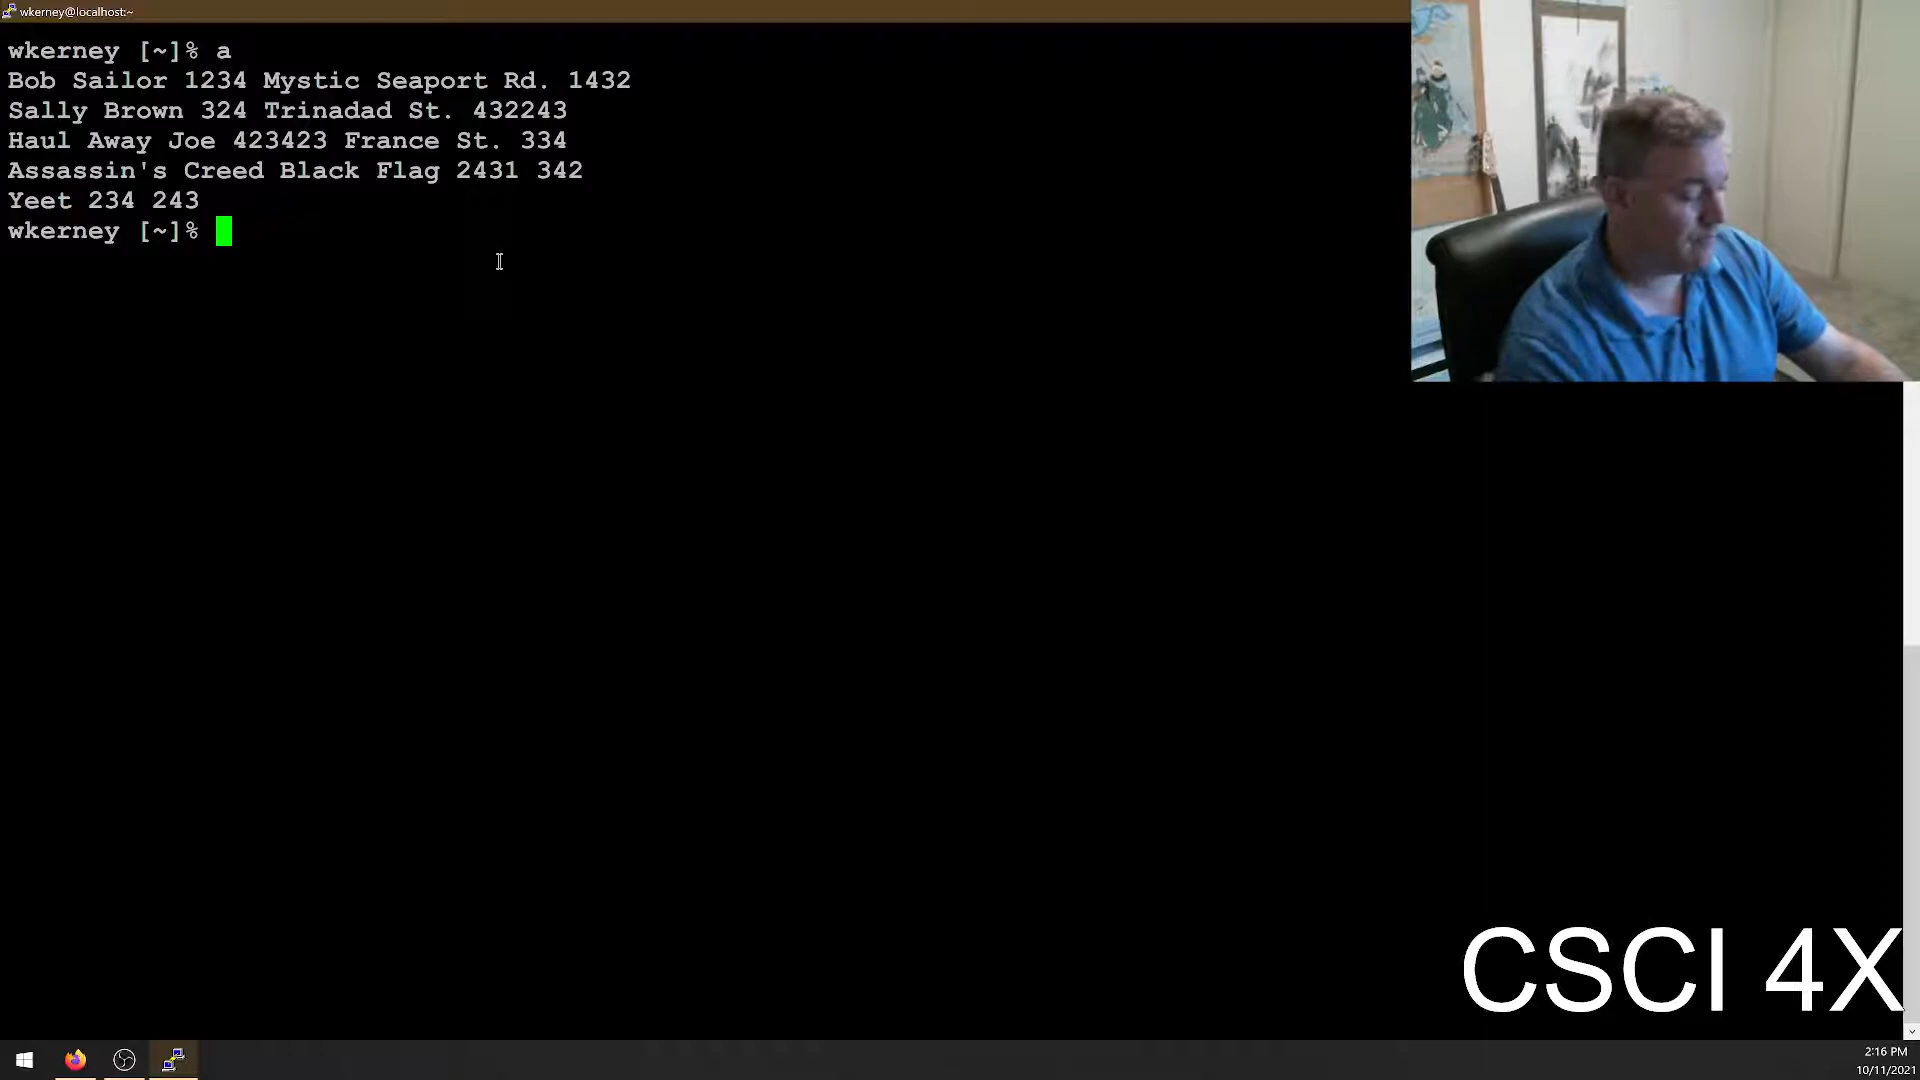 wkerney@localhost:~
wkerney [~]% a
Bob Sailor 1234 Mystic Seaport Rd. 1432
Sally Brown 324 Trinadad St. 432243
Haul Away Joe 423423 France St. 334
Assassin's Creed Black Flag 2431 342
Yeet 234 243
wkerney [~]%
CSCI 4X
2:16 PM
10/11/2021